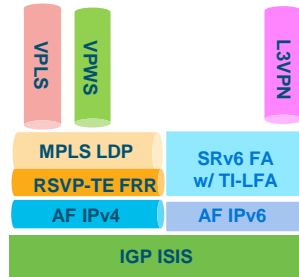 VPLS
VPWS
L3VPN
MPLS LDP
RSVP-TE FRR
SRv6 FA
w/ TI-LFA
AF IPv4
AF IPv6
IGP ISIS